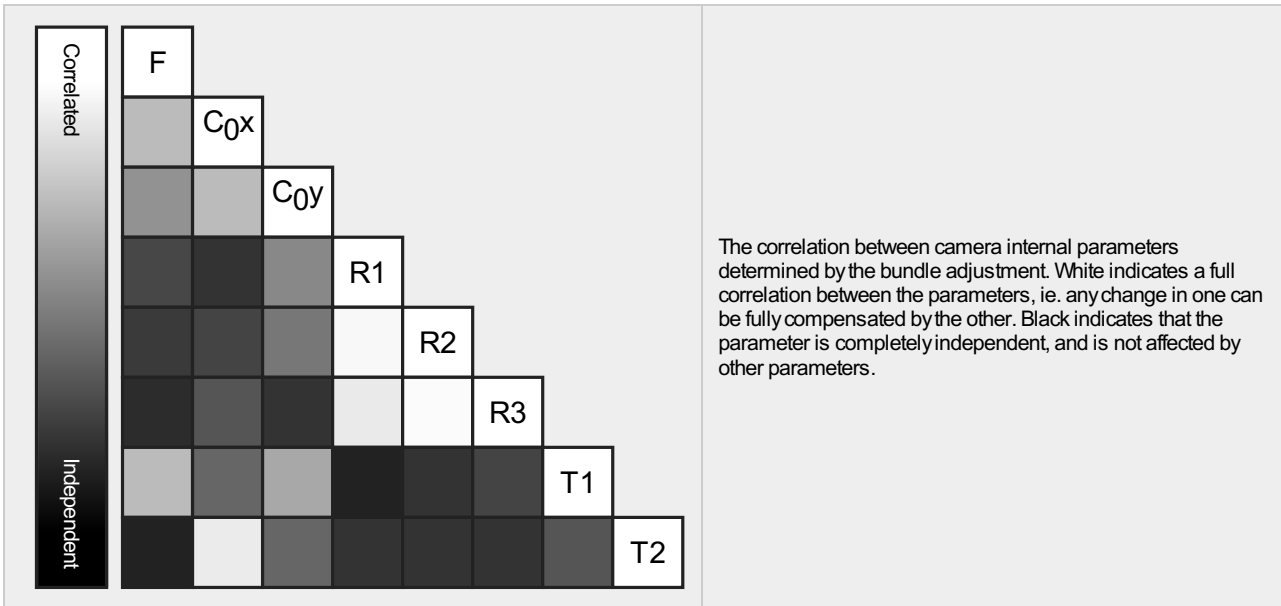 Correlated
Independent
F
C0x
C0y
R1
R2
R3
T1
T2
The correlation between camera internal parameters
determined by the bundle adjustment. White indicates a full
correlation between the parameters, ie. any change in one can
be fully compensated by the other. Black indicates that the
parameter is completely independent, and is not affected by
other parameters.